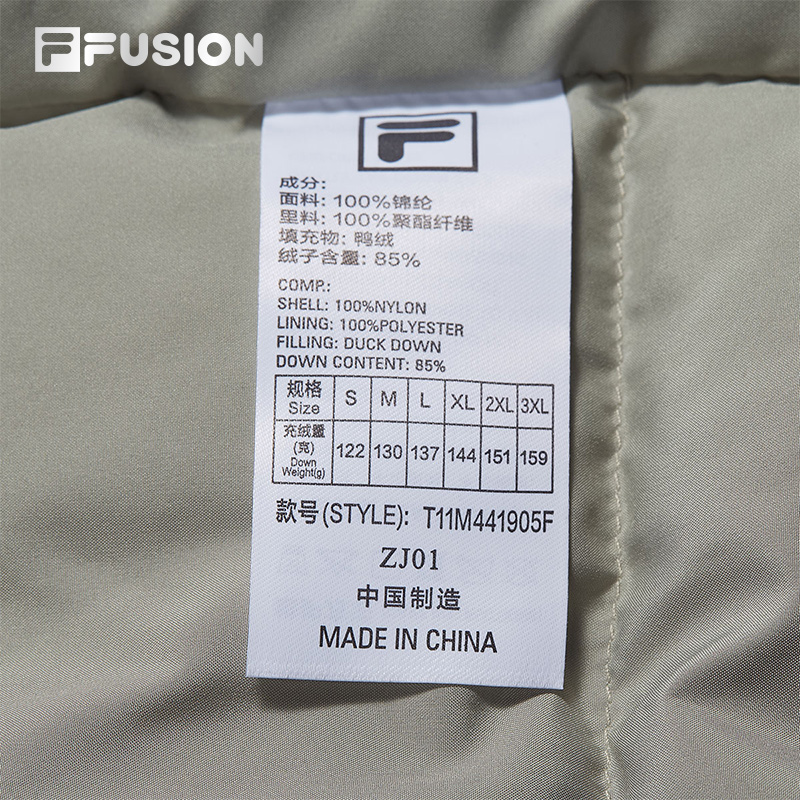 FFUSION
F
成分:
面料: 100%锦纶
里料: 100%聚酯纤维
填充物: 鸭绒
绒子含量: 85%
COMP.:
SHELL: 100%NYLON
LINING: 100%POLYESTER
FILLING: DUCK DOWN
DOWN CONTENT: 85%
规格 S M L XL 2XL 3XL
Size
充绒量
(克) 122 130 137 144 151 159
Down
Weight(g)
款号(STYLE): T11M441905F
ZJ01
中国制造
MADE IN CHINA